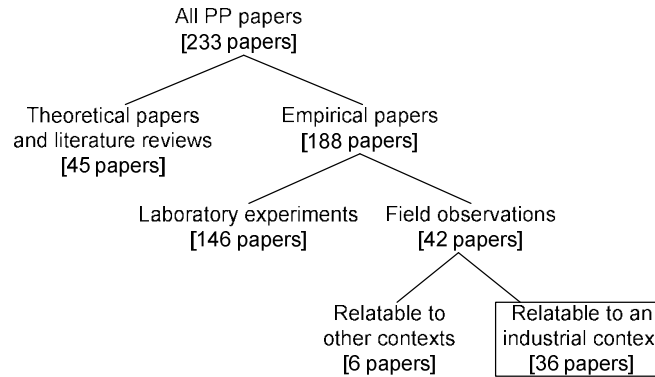 All PP papers
[233 papers]
Theoretical papers
and literature reviews
[45 papers]
Empirical papers
[188 papers]
Laboratory experiments
[146 papers]
Field observations
[42 papers]
Relatable to
other contexts
[6 papers]
Relatable to an
industrial contex
[36 papers]